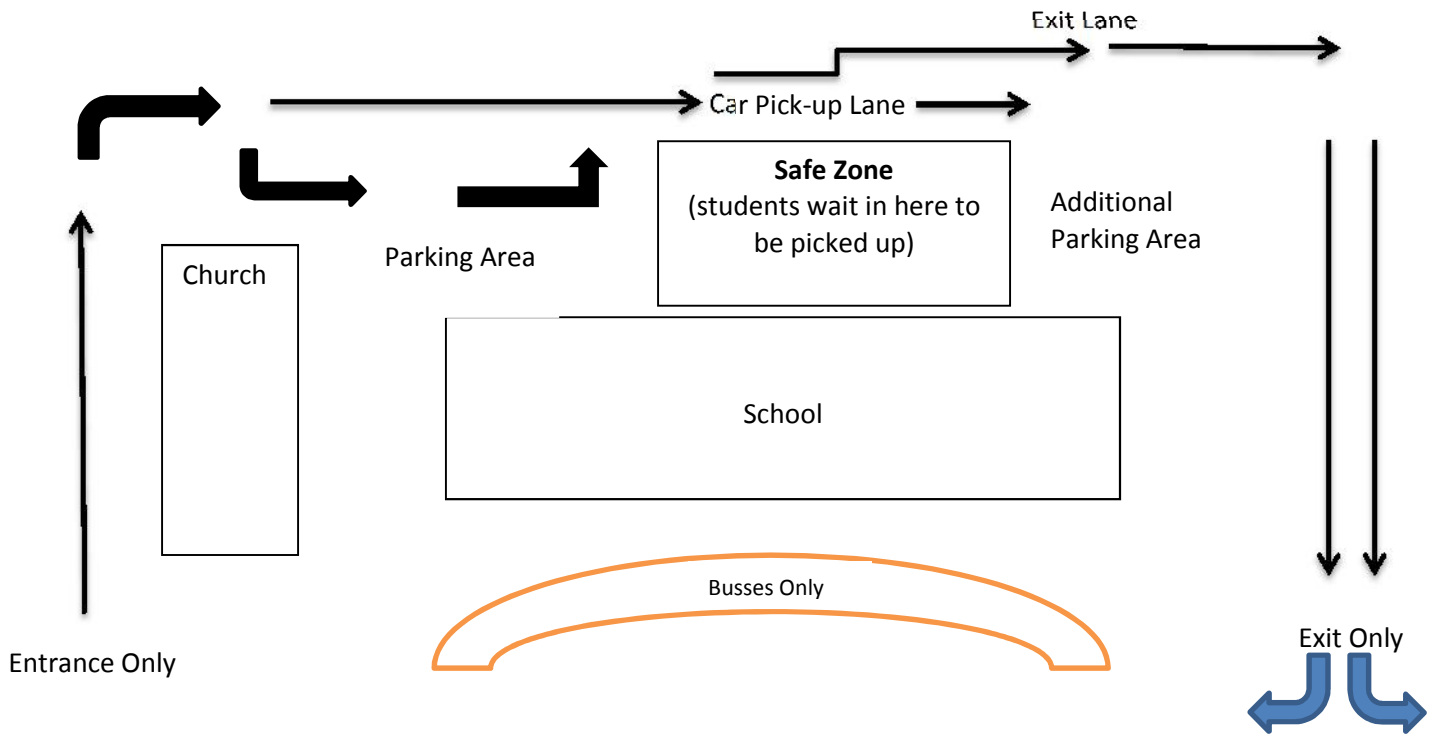 Exit Lane
Car Pick-up Lane
Safe Zone
(students wait in here to
be picked up)
Additional
Parking Area
Parking Area
Church
School
Busses Only
Entrance Only
Exit Only